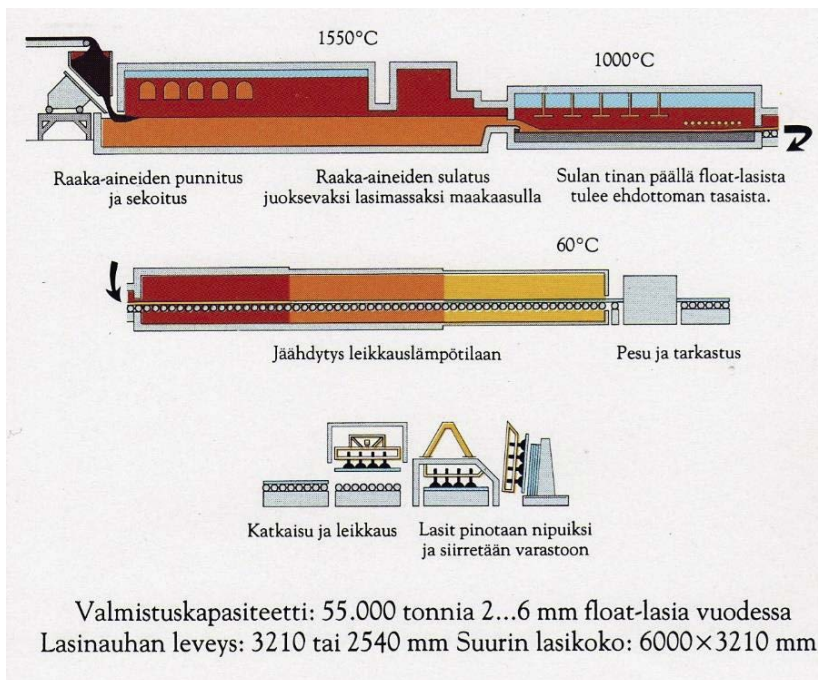 1550°C
1000°C
Raaka-aineiden punnitus
ja sekoitus
Raaka-aineiden sulatus
juoksevaksi lasimassaksi maakaasulla
Sulan tinan päällä float-lasista
tulee ehdottoman tasaista.
60°C
Jäähdytys leikkauslämpötilaan
Pesu ja tarkastus
Katkaisu ja leikkaus
Lasit pinotaan nipuiksi
ja siirretään varastoon
Valmistuskapasiteetti: 55.000 tonnia 2...6 mm float-lasia vuodessa
Lasinauhan leveys: 3210 tai 2540 mm Suurin lasikoko: 6000×3210 mm